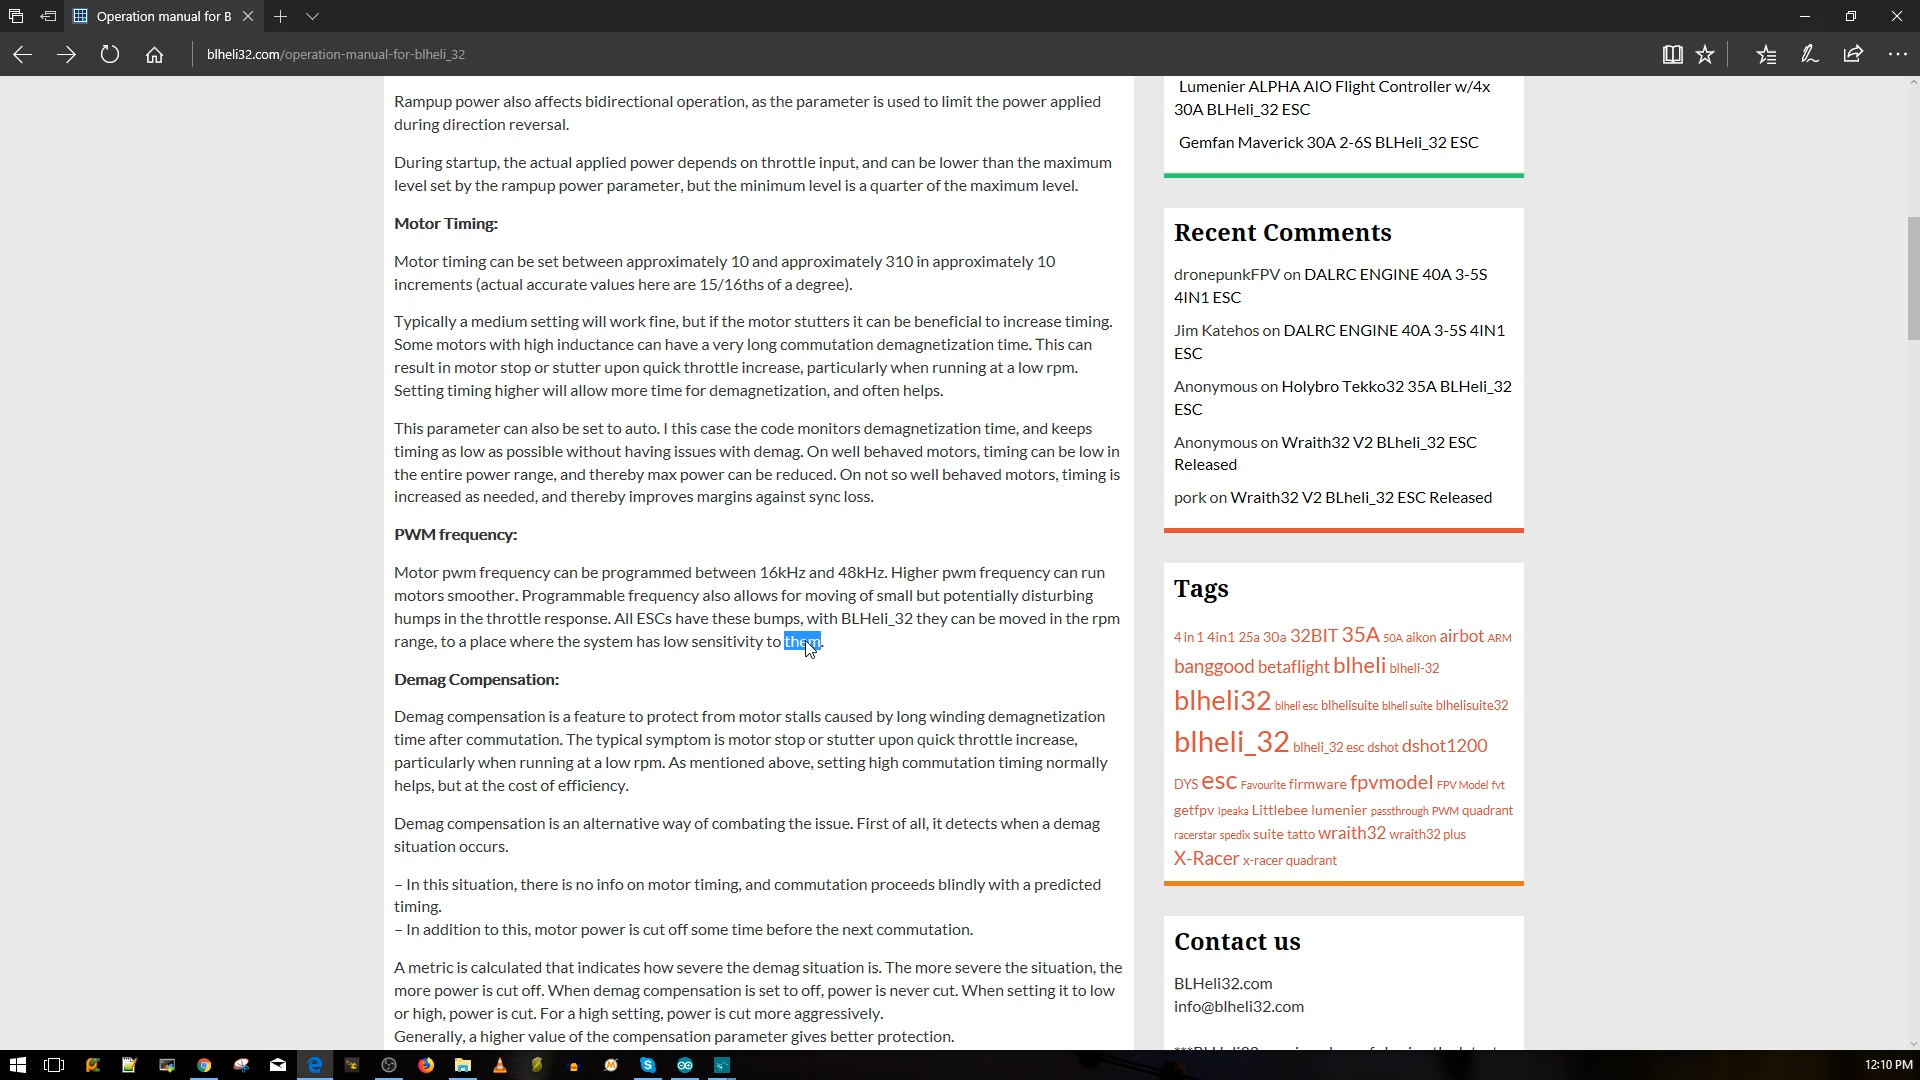 Operation manual for B
blheli32.com/operation-manual-for-blheli_32
Rampup power also affects bidirectional operation, as the parameter is used to limit the power applied
during direction reversal.
During startup, the actual applied power depends on throttle input, and can be lower than the maximum
level set by the rampup power parameter, but the minimum level is a quarter of the maximum level.
Motor Timing:
Motor timing can be set between approximately 10 and approximately 310 in approximately 10
increments (actual accurate values here are 15/16ths of a degree).
Typically a medium setting will work fine, but if the motor stutters it can be beneficial to increase timing.
Some motors with high inductance can have a very long commutation demagnetization time. This can
result in motor stop or stutter upon quick throttle increase, particularly when running at a low rpm.
Setting timing higher will allow more time for demagnetization, and often helps.
This parameter can also be set to auto. I this case the code monitors demagnetization time, and keeps
timing as low as possible without having issues with demag. On well behaved motors, timing can be low in
the entire power range, and thereby max power can be reduced. On not so well behaved motors, timing is
increased as needed, and thereby improves margins against sync loss.
PWM frequency:
Motor pwm frequency can be programmed between 16kHz and 48kHz. Higher pwm frequency can run
motors smoother. Programmable frequency also allows for moving of small but potentially disturbing
humps in the throttle response. All ESCs have these bumps, with BLHeli_32 they can be moved in the rpm
range, to a place where the system has low sensitivity to them.
Demag Compensation:
Demag compensation is a feature to protect from motor stalls caused by long winding demagnetization
time after commutation. The typical symptom is motor stop or stutter upon quick throttle increase,
particularly when running at a low rpm. As mentioned above, setting high commutation timing normally
helps, but at the cost of efficiency.
Demag compensation is an alternative way of combating the issue. First of all, it detects when a demag
situation occurs.
– In this situation, there is no info on motor timing, and commutation proceeds blindly with a predicted
timing.
– In addition to this, motor power is cut off some time before the next commutation.
A metric is calculated that indicates how severe the demag situation is. The more severe the situation, the
more power is cut off. When demag compensation is set to off, power is never cut. When setting it to low
or high, power is cut. For a high setting, power is cut more aggressively.
Generally, a higher value of the compensation parameter gives better protection.
Lumenier ALPHA AIO Flight Controller w/4x
30A BLHeli_32 ESC
Gemfan Maverick 30A 2-6S BLHeli_32 ESC
Recent Comments
dronepunkFPV on DALRC ENGINE 40A 3-5S
4IN1 ESC
Jim Katehos on DALRC ENGINE 40A 3-5S 4IN1
ESC
Anonymous on Holybro Tekko32 35A BLHeli_32
ESC
Anonymous on Wraith32 V2 BLheli_32 ESC
Released
pork on Wraith32 V2 BLheli_32 ESC Released
Tags
4 in 1 4in1 25a 30a 32BIT 35A 50A aikon airbot ARM
banggood betaflight blheli blheli-32
blheli32 blheli esc blhelisuite blheli suite blhelisuite32
blheli_32 blheli_32 esc dshot dshot1200
DYS esc Favourite firmware fpvmodel FPV Model fvt
getfpv Ipeaka Littlebee lumenier passthrough PWM quadrant
racerstar spedix suite tatto wraith32 wraith32 plus
X-Racer x-racer quadrant
Contact us
BLHeli32.com
info@blheli32.com
12:10 PM